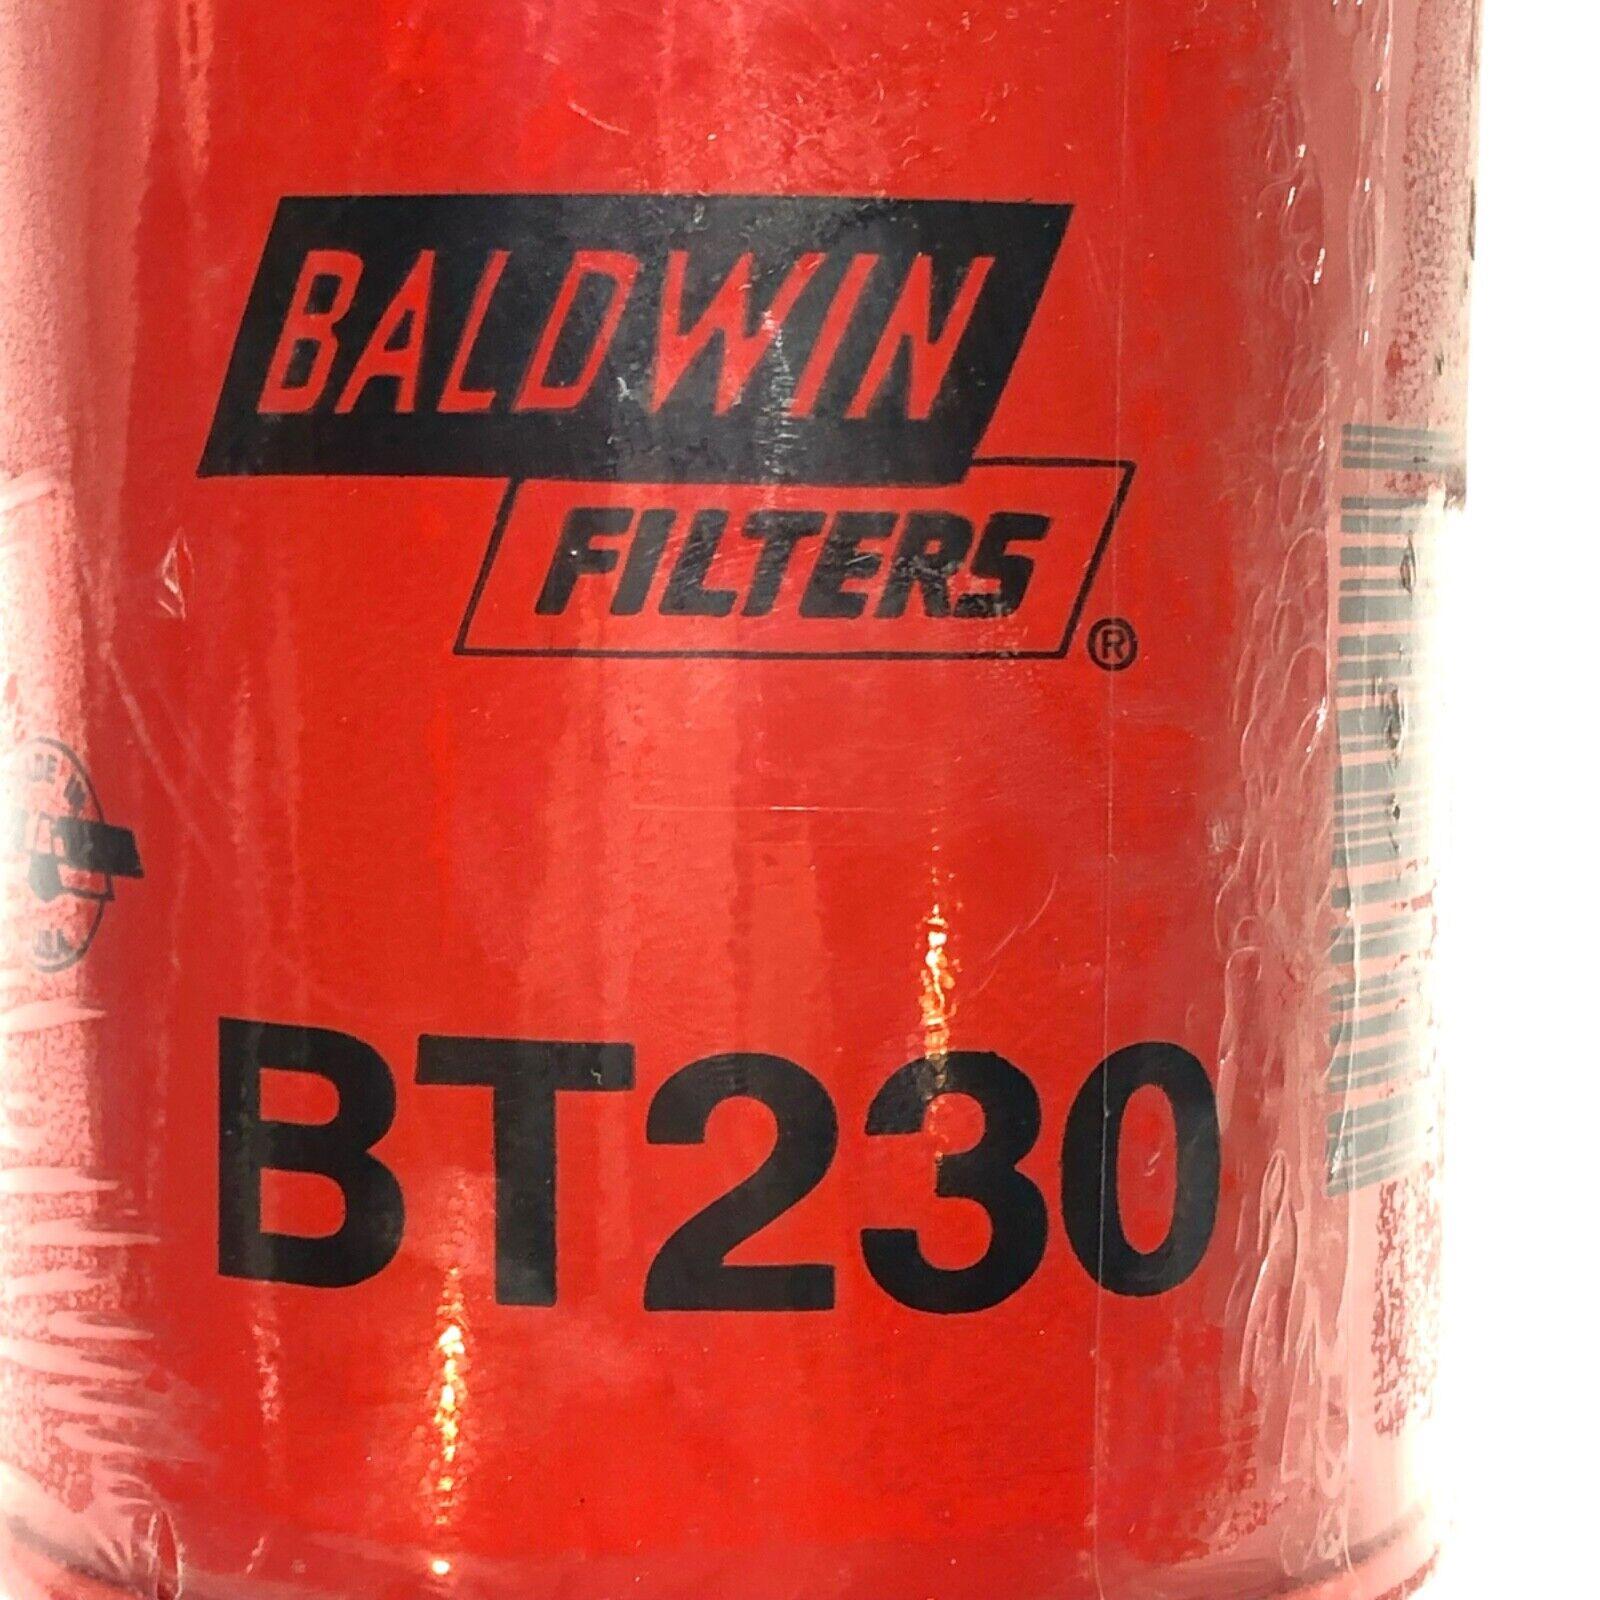 BALDWIN
FILTERS
®
BT230